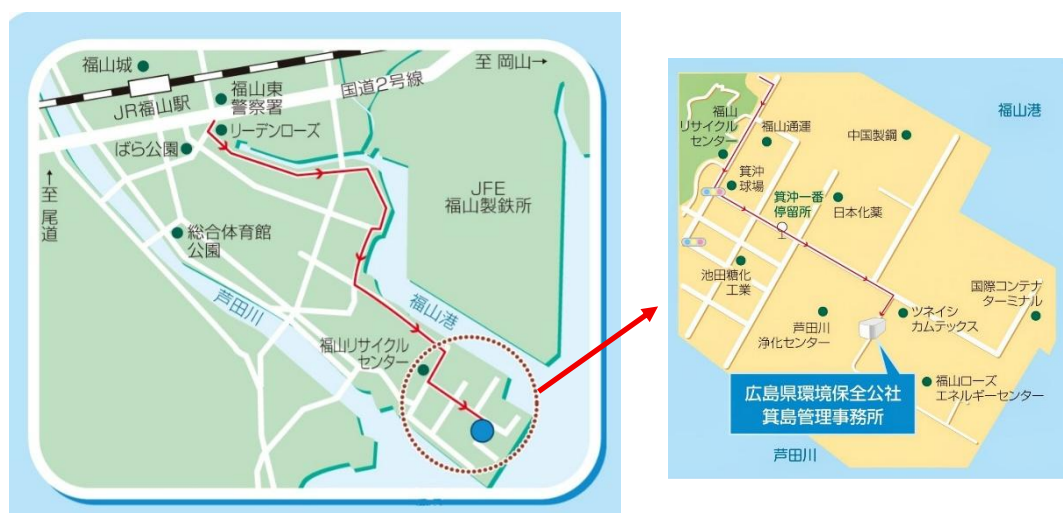 福山城
至 岡山→
JR福山駅
福山東
警察署
国道2号線
リーデンローズ
ばら公園
←至 尾道
JFE
福山製鉄所
総合体育館
公園
芦田川
福山港
福山リサイクル
センター
福山港
福山
リサイクル
センター
福山通運
中国製鋼
箕沖
球場
箕沖一番
停留所
日本化薬
池田糖化
工業
国際コンテナ
ターミナル
ツネイシ
カムテックス
芦田川
浄化センター
福山ローズ
エネルギーセンター
広島県環境保全公社
箕島管理事務所
芦田川